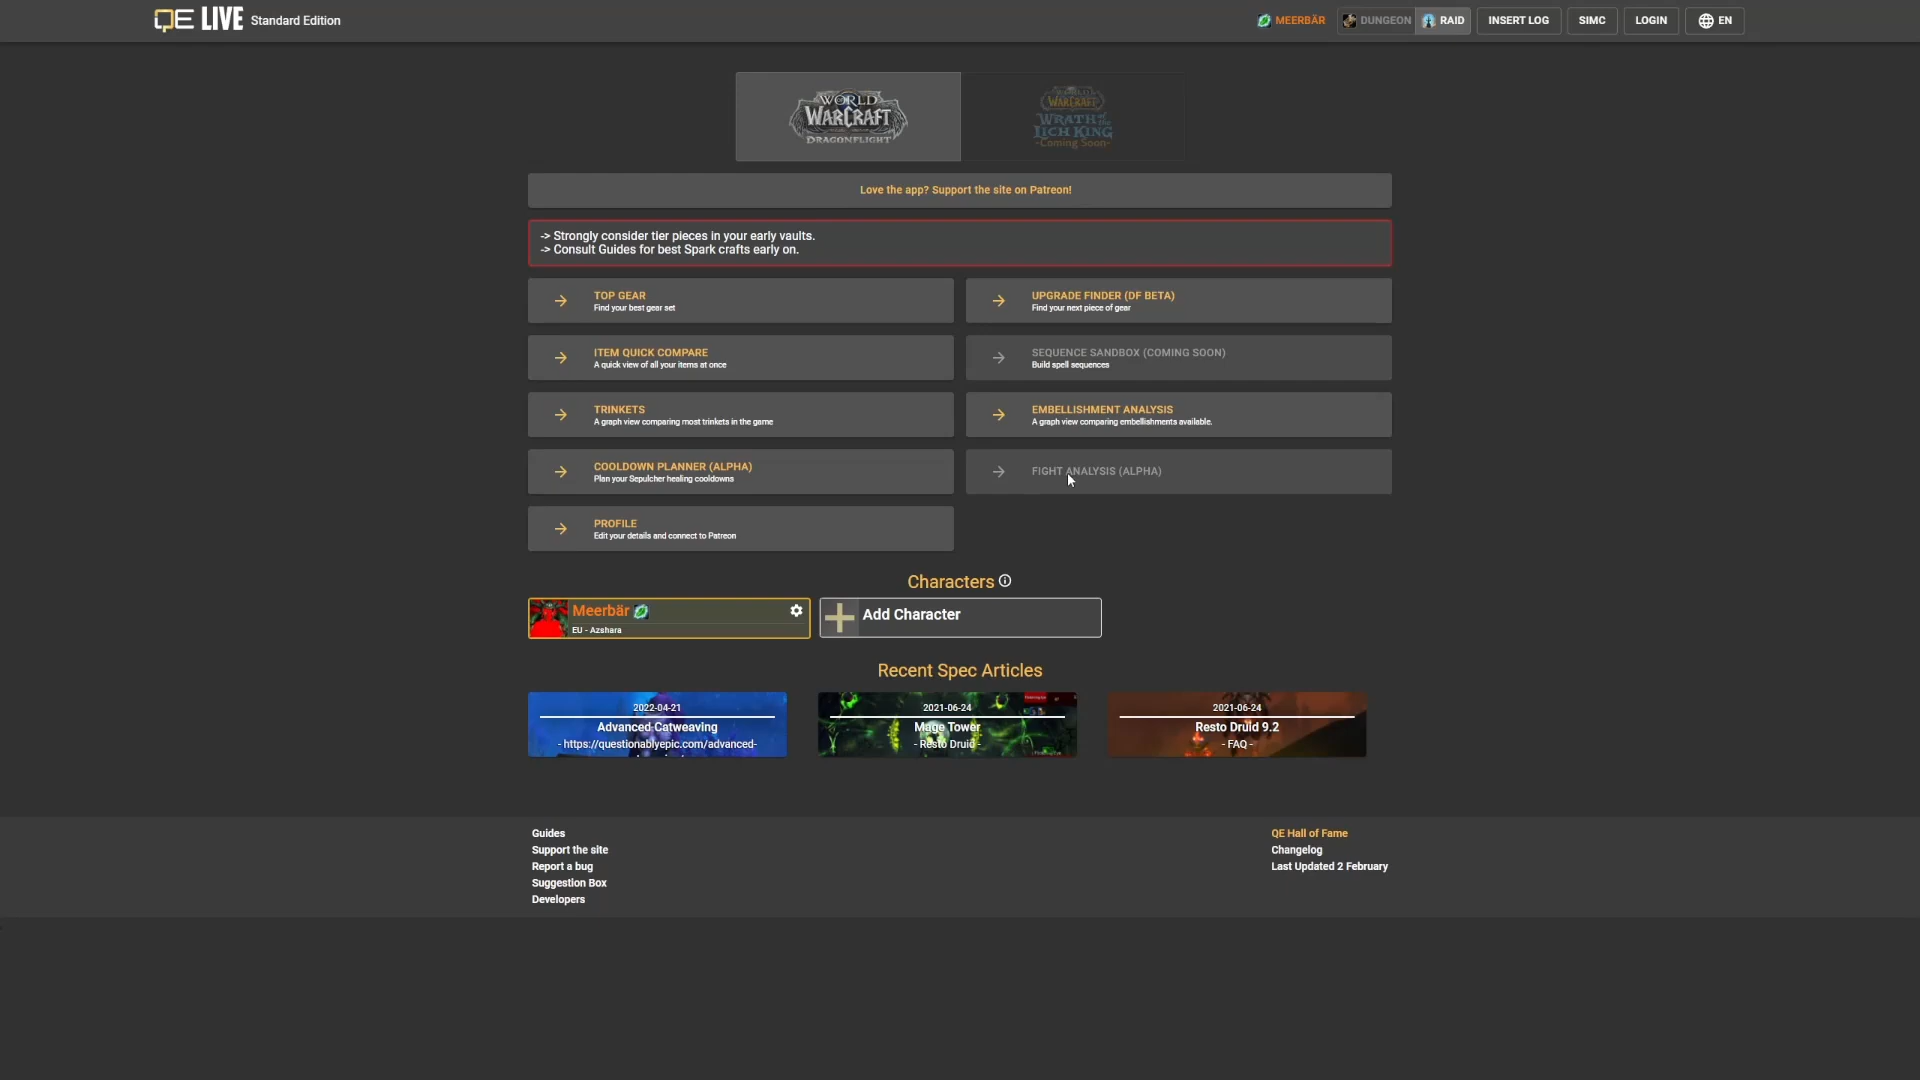 QE LIVE Standard Edition
MEERBÄR
DUNGEON
RAID
INSERT LOG
SIMC
LOGIN
EN
WORLD WARCRAFT DRAGONFLIGHT
WORLD WARCRAFT
WRATH of the LICH KING
-Coming Soon-
Love the app? Support the site on Patreon!
-> Strongly consider tier pieces in your early vaults.
-> Consult Guides for best Spark crafts early on.
TOP GEAR
Find your best gear set
UPGRADE FINDER (DF BETA)
Find your next piece of gear
ITEM QUICK COMPARE
A quick view of all your items at once
SEQUENCE SANDBOX (COMING SOON)
Build spell sequences
TRINKETS
A graph view comparing most trinkets in the game
EMBELLISHMENT ANALYSIS
A graph view comparing embellishments available.
COOLDOWN PLANNER (ALPHA)
Plan your Sepulcher healing cooldowns
FIGHT ANALYSIS (ALPHA)
PROFILE
Edit your details and connect to Patreon
Characters
Meerbär
EU - Azshara
Add Character
Recent Spec Articles
2022-04-21
Advanced Catweaving
- https://questionablyepic.com/advanced-
2021-06-24
Mage Tower
- Resto Druid -
2021-06-24
Resto Druid 9.2
- FAQ -
Guides
Support the site
Report a bug
Suggestion Box
Developers
QE Hall of Fame
Changelog
Last Updated 2 February